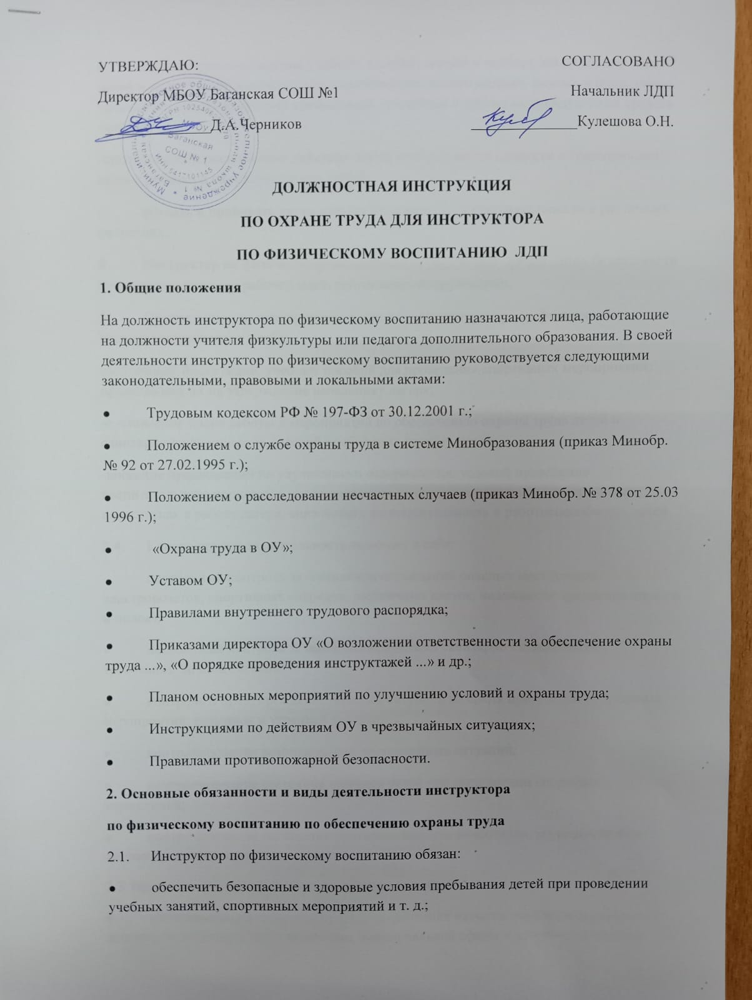 УТВЕРЖДАЮ:
СОГЛАСОВАНО
Директор МБОУ Баганская СОШ №1
Начальник ЛДП
Д.А.Черников
Кулешова О.Н.
Баганская
СОШ № 1
ИНН 5417101145
ДОЛЖНОСТНАЯ ИНСТРУКЦИЯ
ПО ОХРАНЕ ТРУДА ДЛЯ ИНСТРУКТОРА
ПО ФИЗИЧЕСКОМУ ВОСПИТАНИЮ ЛДП
1. Общие положения
На должность инструктора по физическому воспитанию назначаются лица, работающие
на должности учителя физкультуры или педагога дополнительного образования. В своей
деятельности инструктор по физическому воспитанию руководствуется следующими
законодательными, правовыми и локальными актами:
● Трудовым кодексом РФ № 197-ФЗ от 30.12.2001 г.;
● Положением о службе охраны труда в системе Минобразования (приказ Минобр.
№ 92 от 27.02.1995 г.);
● Положением о расследовании несчастных случаев (приказ Минобр. № 378 от 25.03
1996 г.);
● «Охрана труда в ОУ»;
● Уставом ОУ;
● Правилами внутреннего трудового распорядка;
● Приказами директора ОУ «О возложении ответственности за обеспечение охраны
труда ...», «О порядке проведения инструктажей ...» и др.;
● Планом основных мероприятий по улучшению условий и охраны труда;
● Инструкциями по действиям ОУ в чрезвычайных ситуациях;
● Правилами противопожарной безопасности.
2. Основные обязанности и виды деятельности инструктора
по физическому воспитанию по обеспечению охраны труда
2.1. Инструктор по физическому воспитанию обязан:
● обеспечить безопасные и здоровые условия пребывания детей при проведении
учебных занятий, спортивных мероприятий и т. д.;